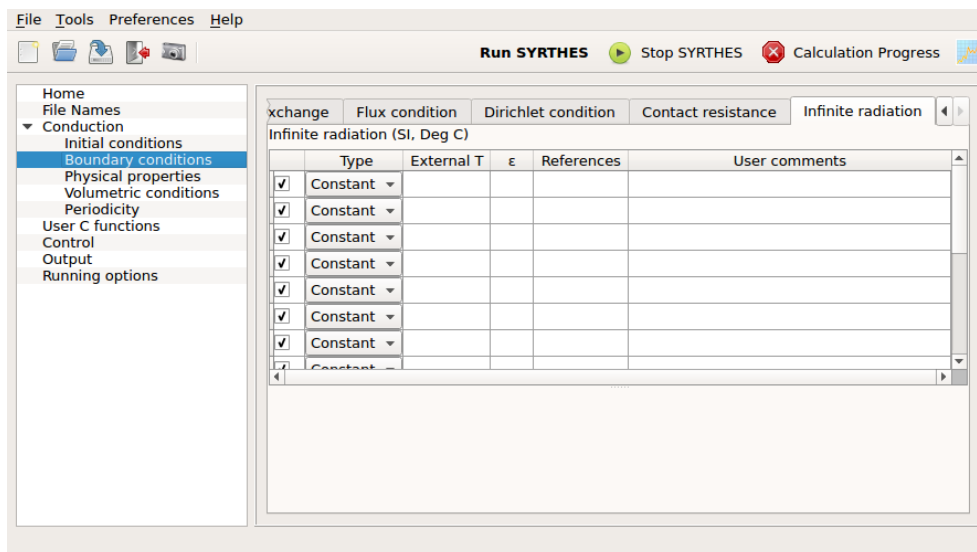 File Tools Preferences Help
Run SYRTHES Stop SYRTHES Calculation Progress
Home
File Names
Conduction
Initial conditions
Boundary conditions
Physical properties
Volumetric conditions
Periodicity
User C functions
Control
Output
Running options
xchange Flux condition Dirichlet condition Contact resistance Infinite radiation
Infinite radiation (SI, Deg C)
Type External T ε References User comments
Constant
Constant
Constant
Constant
Constant
Constant
Constant
Constant